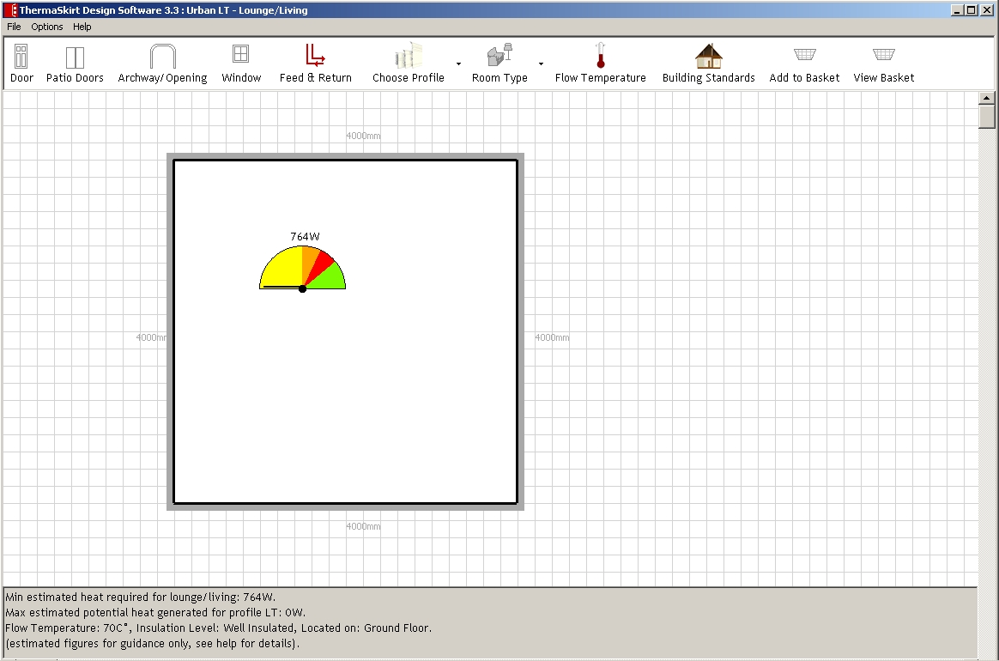 ThermaSkirt Design Software 3.3 : Urban LT - Lounge/Living
File Options Help
Door Patio Doors Archway/Opening Window Feed & Return Choose Profile Room Type Flow Temperature Building Standards Add to Basket View Basket
4000mm
764W
4000mm 4000mm
4000mm
Min estimated heat required for lounge/living: 764W.
Max estimated potential heat generated for profile LT: 0W.
Flow Temperature: 70C°, Insulation Level: Well Insulated, Located on: Ground Floor.
(estimated figures for guidance only, see help for details).